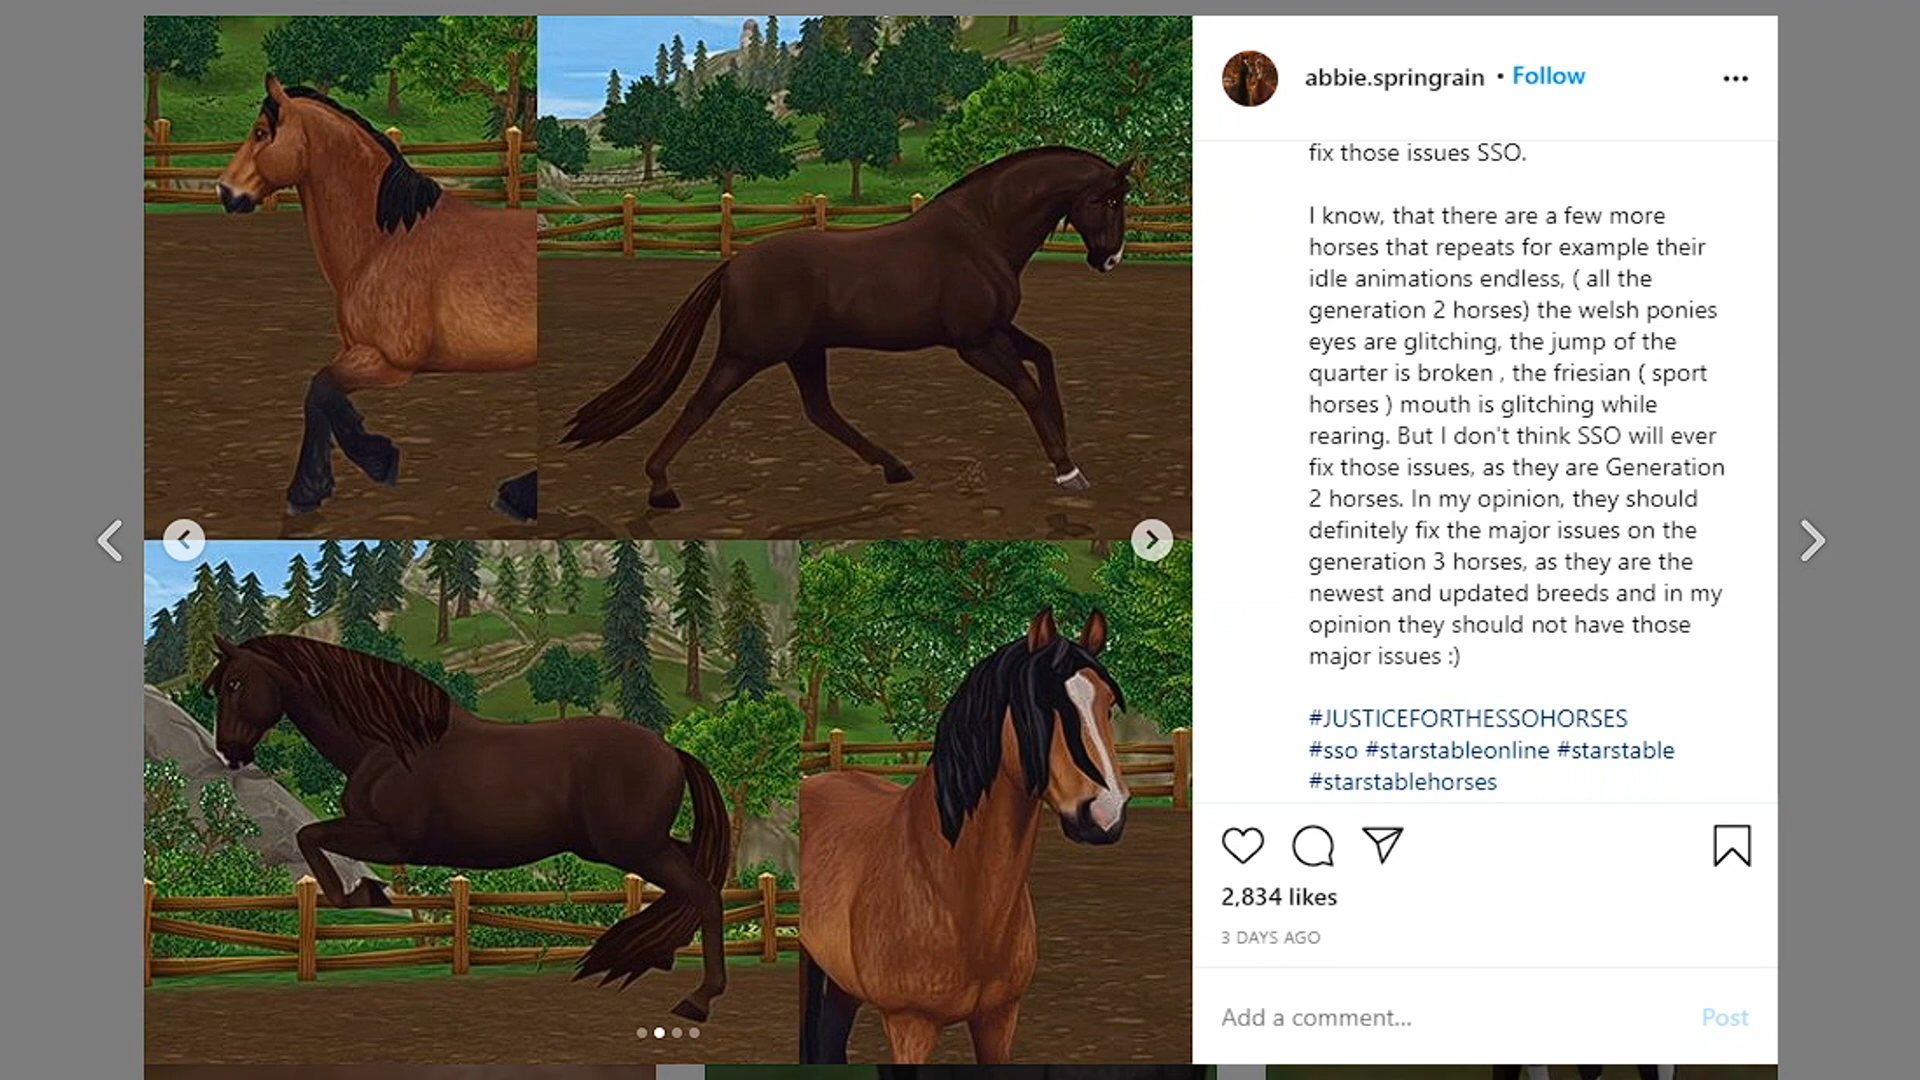 abbie.springrain • Follow
fix those issues SSO.
I know, that there are a few more
horses that repeats for example their
idle animations endless, ( all the
generation 2 horses) the welsh ponies
eyes are glitching, the jump of the
quarter is broken , the friesian ( sport
horses ) mouth is glitching while
rearing. But I don't think SSO will ever
fix those issues, as they are Generation
2 horses. In my opinion, they should
definitely fix the major issues on the
generation 3 horses, as they are the
newest and updated breeds and in my
opinion they should not have those
major issues :)
#JUSTICEFORTHESSOHORSES
#sso #starstableonline #starstable
#starstablehorses
2,834 likes
3 DAYS AGO
Add a comment... Post